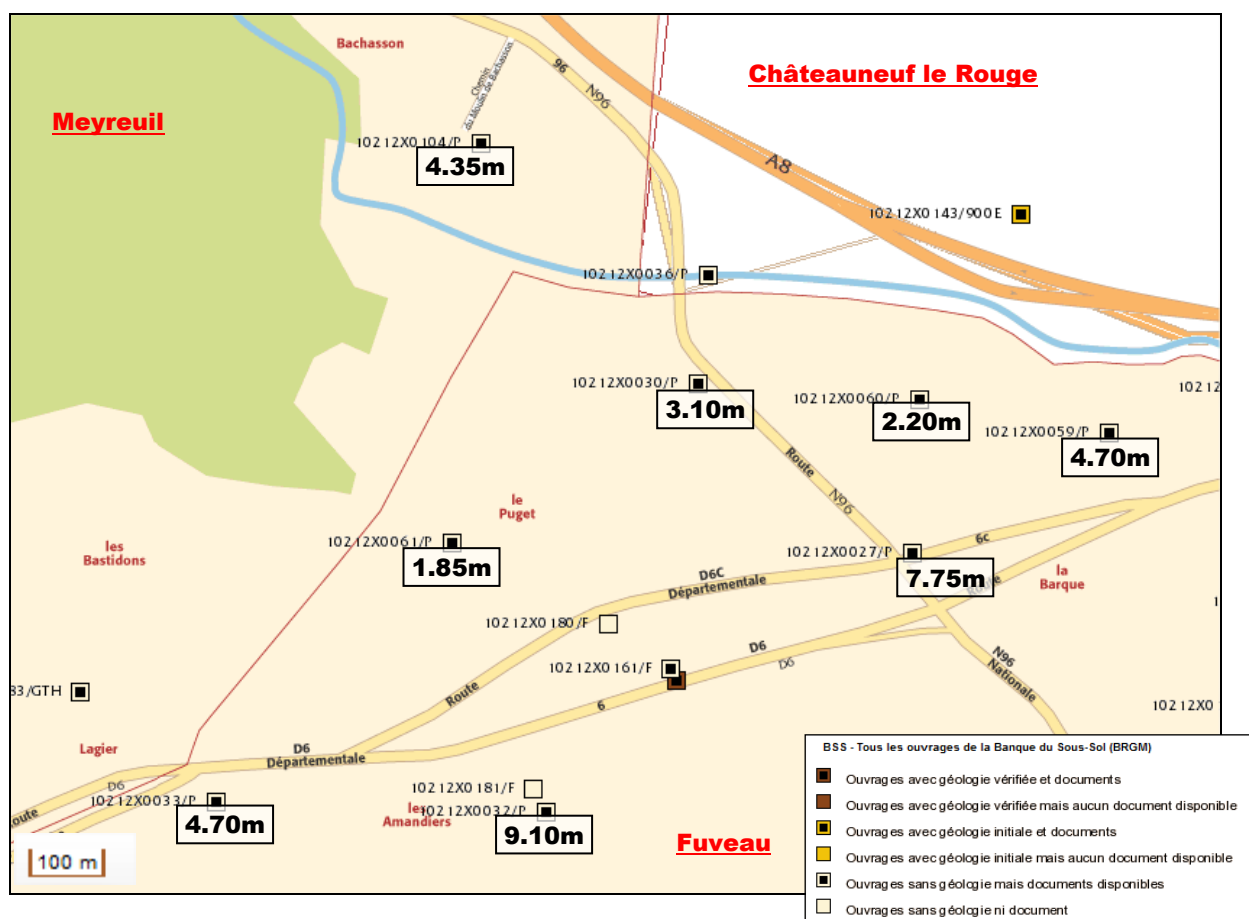 Bachasson
Châteauneuf le Rouge
Meyreuil
Chemin
du Moulin de Bachasson
96
N96
A8
10212X0104/P
4.35m
10212X0143/900E
10212X0036/P
10212X0030/P
3.10m
10212X0060/P
2.20m
10212X0059/P
4.70m
10212
Route
N96
le
Puget
les
Bastidons
10212X0061/P
1.85m
10212X0027/P
7.75m
6c
la
Barque
Route
D6C
Départementale
10212X0180/F
1
10212X0161/F
D6
D6
N96
Nationale
83/GTH
Route
6
10212X0
Lagier
D6
Départementale
D6
Route
10212X0033/P
4.70m
10212X0181/F
les
Amandiers
10212X0032/P
9.10m
Fuveau
100 m
BSS - Tous les ouvrages de la Banque du Sous-Sol (BRGM)
Ouvrages avec géologie vérifiée et documents
Ouvrages avec géologie vérifiée mais aucun document disponible
Ouvrages avec géologie initiale et documents
Ouvrages avec géologie initiale mais aucun document disponible
Ouvrages sans géologie mais documents disponibles
Ouvrages sans géologie ni document